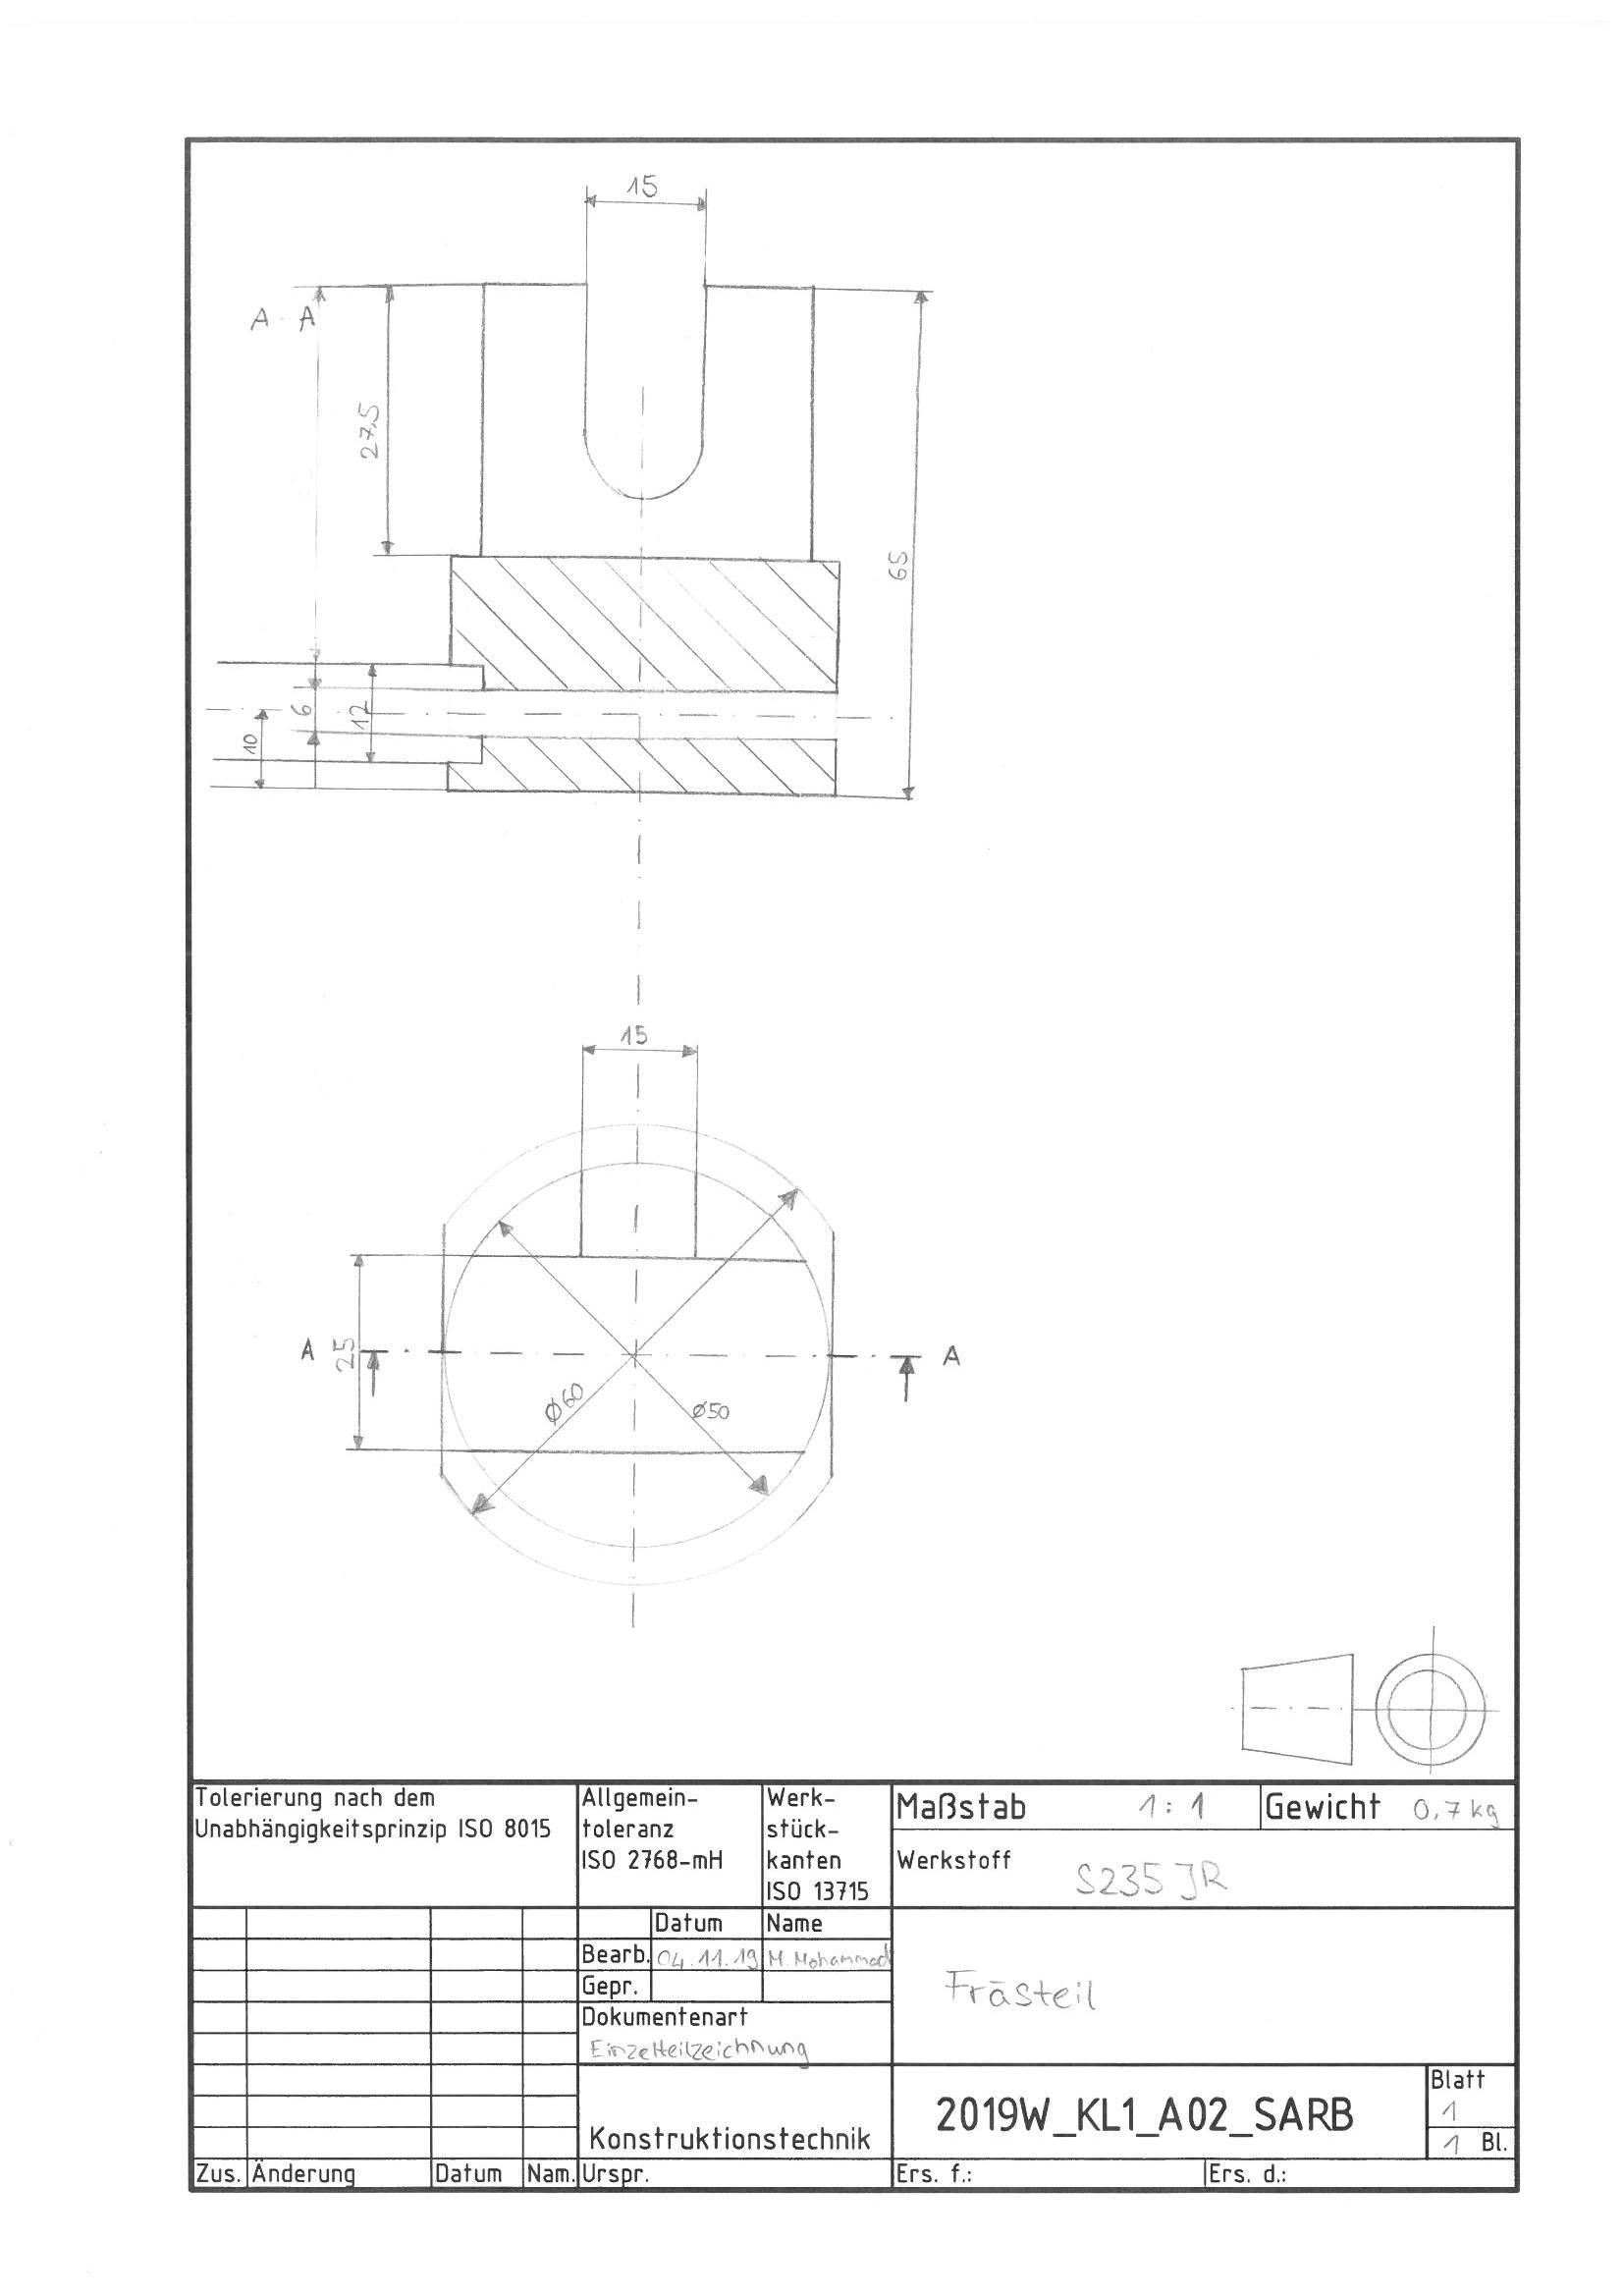 15
A - A
27,5
65
6
12
10
15
A
25
A
Ø60
Ø50
Tolerierung nach dem
Unabhängigkeitsprinzip ISO 8015
Allgemein-
toleranz
ISO 2768-mH
Werk-
stück-
kanten
ISO 13715
Maßstab 1:1
Gewicht 0,7 kg
Werkstoff S235JR
Datum Name
Bearb. 04.11.19 M. Mohammad
Gepr.
Dokumentenart
Einzelteilzeichnung
Frästeil
Konstruktionstechnik
2019W_KL1_A02_SARB
Blatt
1
1 Bl.
Zus. Änderung Datum Nam. Urspr. Ers. f.: Ers. d.: